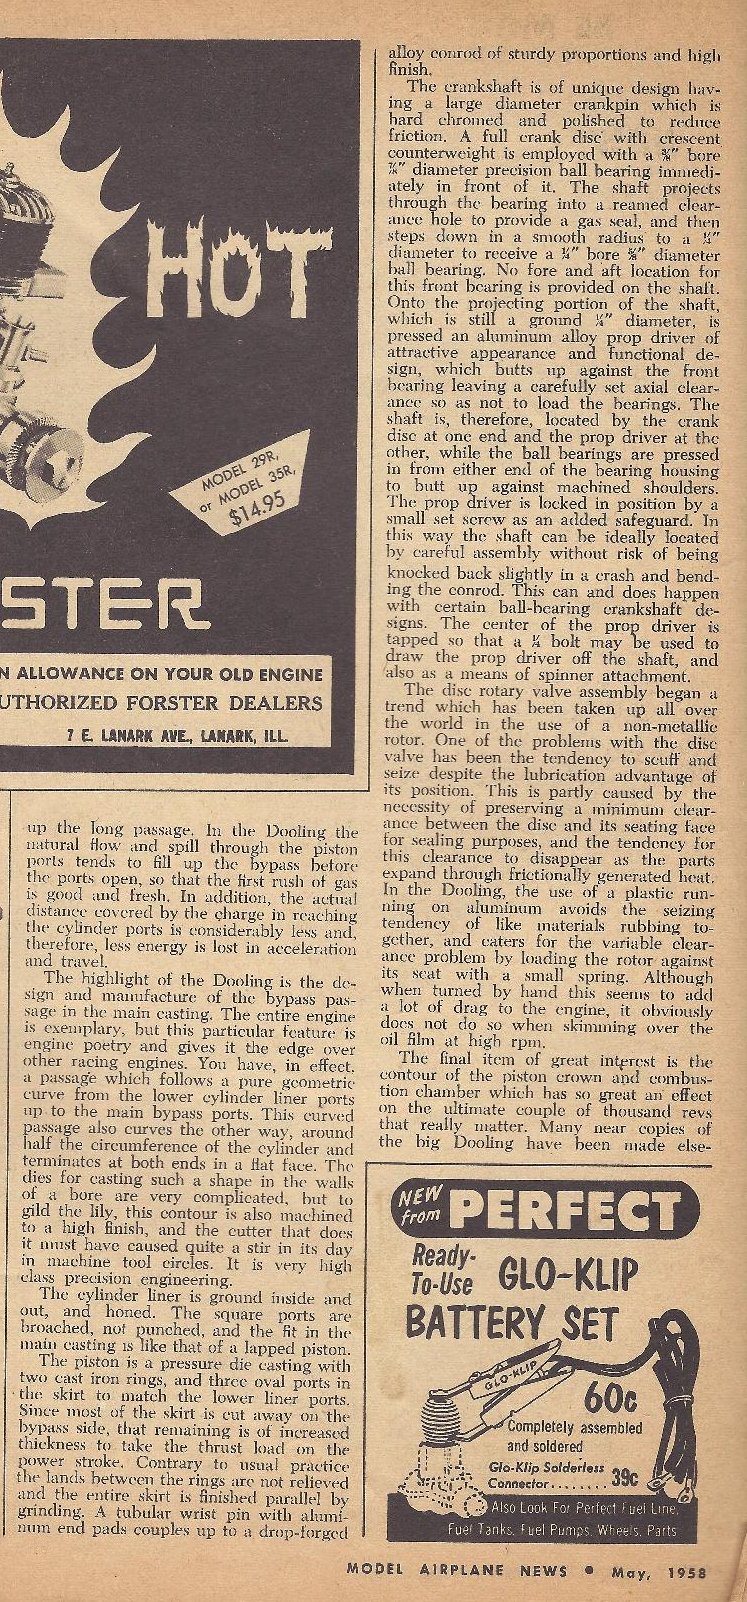 HOT
MODEL 29R,
or MODEL 35R,
$14.95
STER
N ALLOWANCE ON YOUR OLD ENGINE
UTHORIZED FORSTER DEALERS
7 E. LANARK AVE., LANARK, ILL.
up the long passage. In the Dooling the
natural flow and spill through the piston
ports tends to fill up the bypass before
the ports open, so that the first rush of gas
is good and fresh. In addition, the actual
distance covered by the charge in reaching
the cylinder ports is considerably less and,
therefore, less energy is lost in acceleration
and travel.
The highlight of the Dooling is the de-
sign and manufacture of the bypass pas-
sage in the main casting. The entire engine
is exemplary, but this particular feature is
engine poetry and gives it the edge over
other racing engines. You have, in effect,
a passage which follows a pure geometric
curve from the lower cylinder liner ports
up to the main bypass ports. This curved
passage also curves the other way, around
half the circumference of the cylinder and
terminates at both ends in a flat face. The
dies for casting such a shape in the walls
of a bore are very complicated, but to
gild the lily, this contour is also machined
to a high finish, and the cutter that does
it must have caused quite a stir in its day
in machine tool circles. It is very high
class precision engineering.
The cylinder liner is ground inside and
out, and honed. The square ports are
broached, not punched, and the fit in the
main casting is like that of a lapped piston.
The piston is a pressure die casting with
two cast iron rings, and three oval ports in
the skirt to match the lower liner ports.
Since most of the skirt is cut away on the
bypass side, that remaining is of increased
thickness to take the thrust load on the
power stroke. Contrary to usual practice
the lands between the rings are not relieved
and the entire skirt is finished parallel by
grinding. A tubular wrist pin with alumi-
num end pads couples up to a drop-forged
alloy conrod of sturdy proportions and high
finish.
The crankshaft is of unique design hav-
ing a large diameter crankpin which is
hard chromed and polished to reduce
friction. A full crank disc with crescent
counterweight is employed with a ⅜" bore
⅞" diameter precision ball bearing immedi-
ately in front of it. The shaft projects
through the bearing into a reamed clear-
ance hole to provide a gas seal, and then
steps down in a smooth radius to a ¼"
diameter to receive a ¼" bore ⅝" diameter
ball bearing. No fore and aft location for
this front bearing is provided on the shaft.
Onto the projecting portion of the shaft,
which is still a ground ¼" diameter, is
pressed an aluminum alloy prop driver of
attractive appearance and functional de-
sign, which butts up against the front
bearing leaving a carefully set axial clear-
ance so as not to load the bearings. The
shaft is, therefore, located by the crank
disc at one end and the prop driver at the
other, while the ball bearings are pressed
in from either end of the bearing housing
to butt up against machined shoulders.
The prop driver is locked in position by a
small set screw as an added safeguard. In
this way the shaft can be ideally located
by careful assembly without risk of being
knocked back slightly in a crash and bend-
ing the conrod. This can and does happen
with certain ball-bearing crankshaft de-
signs. The center of the prop driver is
tapped so that a ¼ bolt may be used to
draw the prop driver off the shaft, and
also as a means of spinner attachment.
The disc rotary valve assembly began a
trend which has been taken up all over
the world in the use of a non-metallic
rotor. One of the problems with the disc
valve has been the tendency to scuff and
seize despite the lubrication advantage of
its position. This is partly caused by the
necessity of preserving a minimum clear-
ance between the disc and its seating face
for sealing purposes, and the tendency for
this clearance to disappear as the parts
expand through frictionally generated heat.
In the Dooling, the use of a plastic run-
ning on aluminum avoids the seizing
tendency of like materials rubbing to-
gether, and caters for the variable clear-
ance problem by loading the rotor against
its seat with a small spring. Although
when turned by hand this seems to add
a lot of drag to the engine, it obviously
does not do so when skimming over the
oil film at high rpm.
The final item of great interest is the
contour of the piston crown and combus-
tion chamber which has so great an effect
on the ultimate couple of thousand revs
that really matter. Many near copies of
the big Dooling have been made else-
NEW
from PERFECT
Ready-
To-Use GLO-KLIP
BATTERY SET
GLO-KLIP
60c
Completely assembled
and soldered
Glo-Klip Solderless
Connector........ 39c
Also Look For Perfect Fuel Line,
Fuel Tanks, Fuel Pumps, Wheels, Parts
MODEL AIRPLANE NEWS • May, 1958